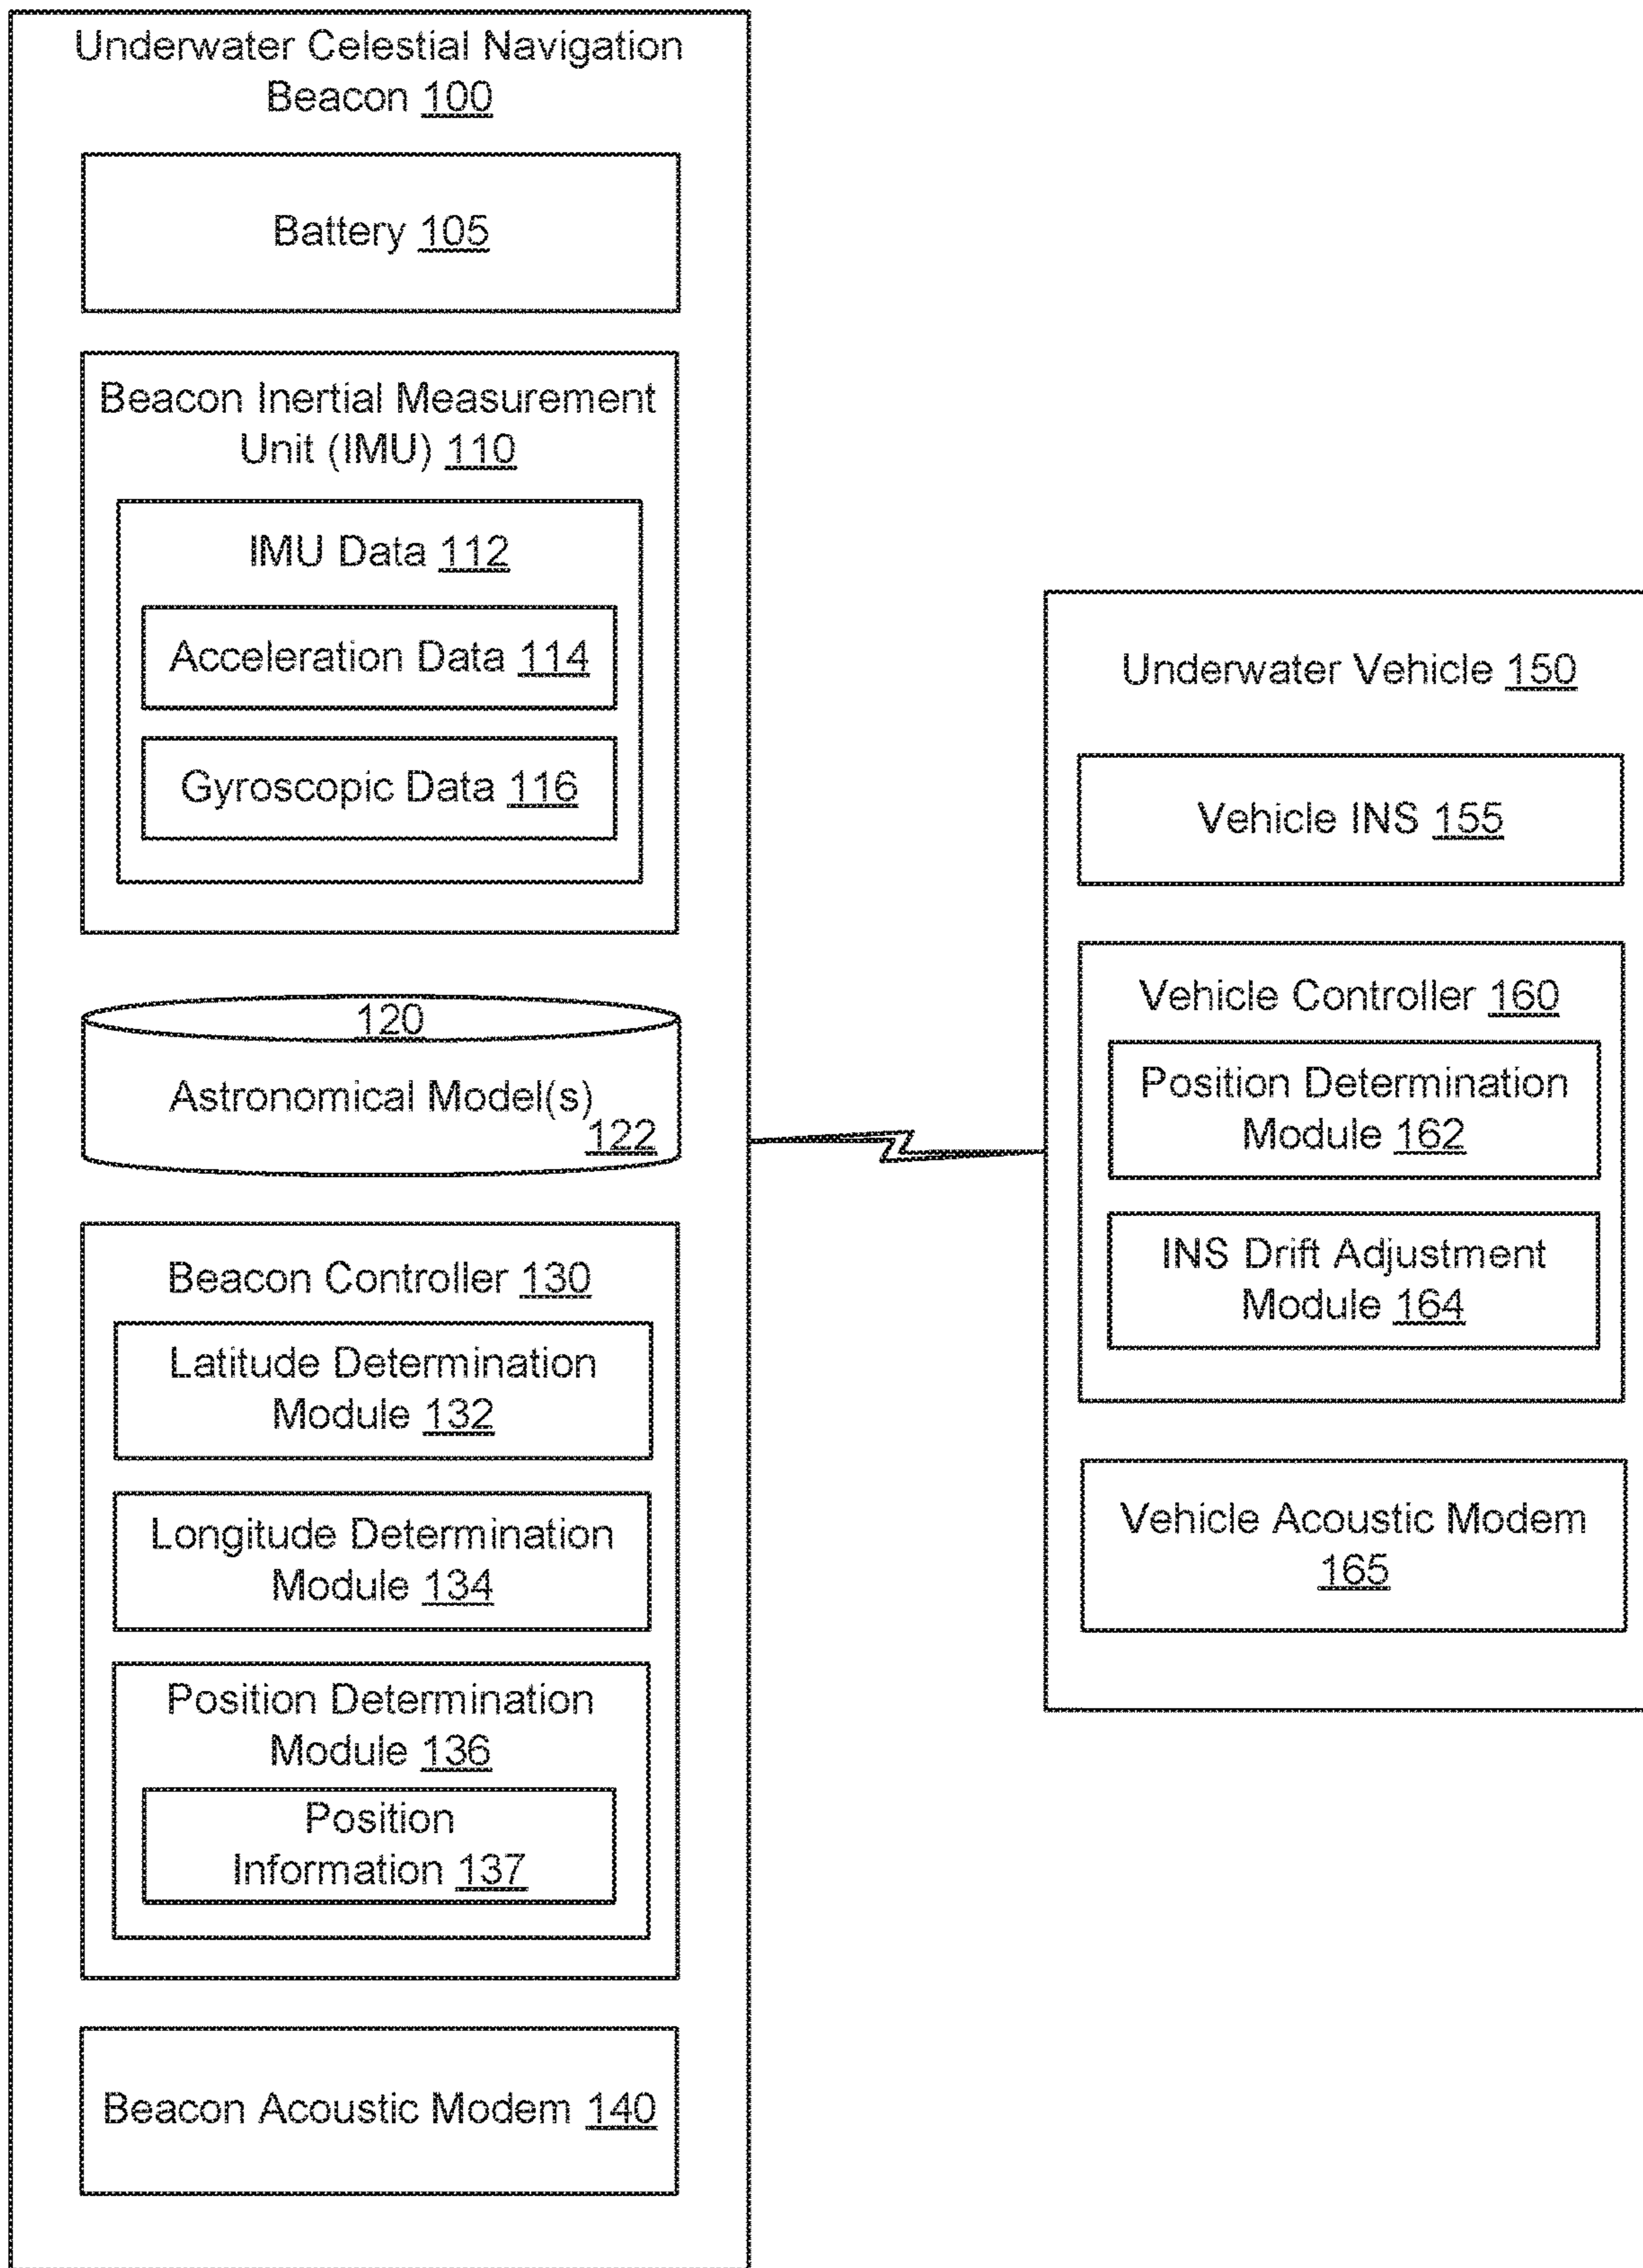 Underwater Celestial Navigation
Beacon 100
Battery 105
Beacon Inertial Measurement
Unit (IMU) 110
IMU Data 112
Acceleration Data 114
Gyroscopic Data 116
120
Astronomical Model(s)
122
Beacon Controller 130
Latitude Determination
Module 132
Longitude Determination
Module 134
Position Determination
Module 136
Position
Information 137
Beacon Acoustic Modem 140
Underwater Vehicle 150
Vehicle INS 155
Vehicle Controller 160
Position Determination
Module 162
INS Drift Adjustment
Module 164
Vehicle Acoustic Modem
165